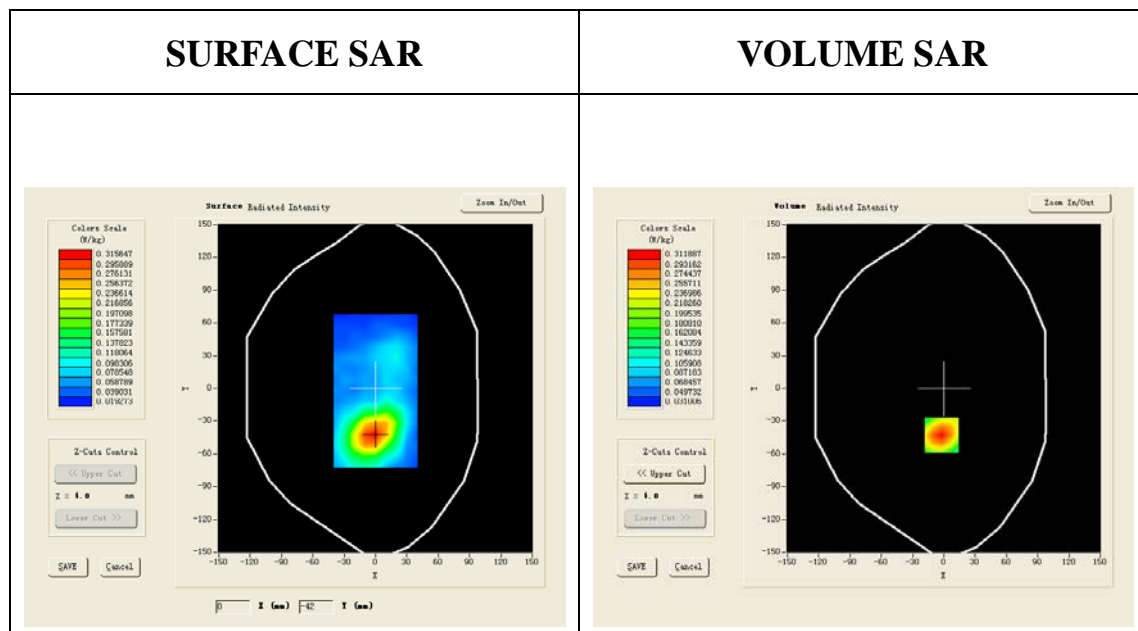 SURFACE SAR
VOLUME SAR
Surface Radiated Intensity
Zoom In/Out
Colors Scale
(W/kg)
0.315647
0.295889
0.276131
0.256372
0.236614
0.216856
0.197098
0.177339
0.157581
0.137823
0.118064
0.098306
0.078548
0.058789
0.039031
0.019273
150
120
90
60
30
0
-30
-60
-90
-120
-150
Y
-150 -120 -90 -60 -30 0 30 60 90 120 150
X
Z-Cuts Control
<< Upper Cut
Z = 4.0 mm
Lower Cut >>
SAVE Cancel
0 X (mm) -42 Y (mm)
Volume Radiated Intensity
Zoom In/Out
Colors Scale
(W/kg)
0.311887
0.293162
0.274437
0.255711
0.236986
0.218260
0.199535
0.180810
0.162084
0.143359
0.124633
0.105908
0.087183
0.068457
0.049732
0.031006
150
120
90
60
30
0
-30
-60
-90
-120
-150
Y
-150 -120 -90 -60 -30 0 30 60 90 120 150
X
Z-Cuts Control
<< Upper Cut
Z = 4.0 mm
Lower Cut >>
SAVE Cancel